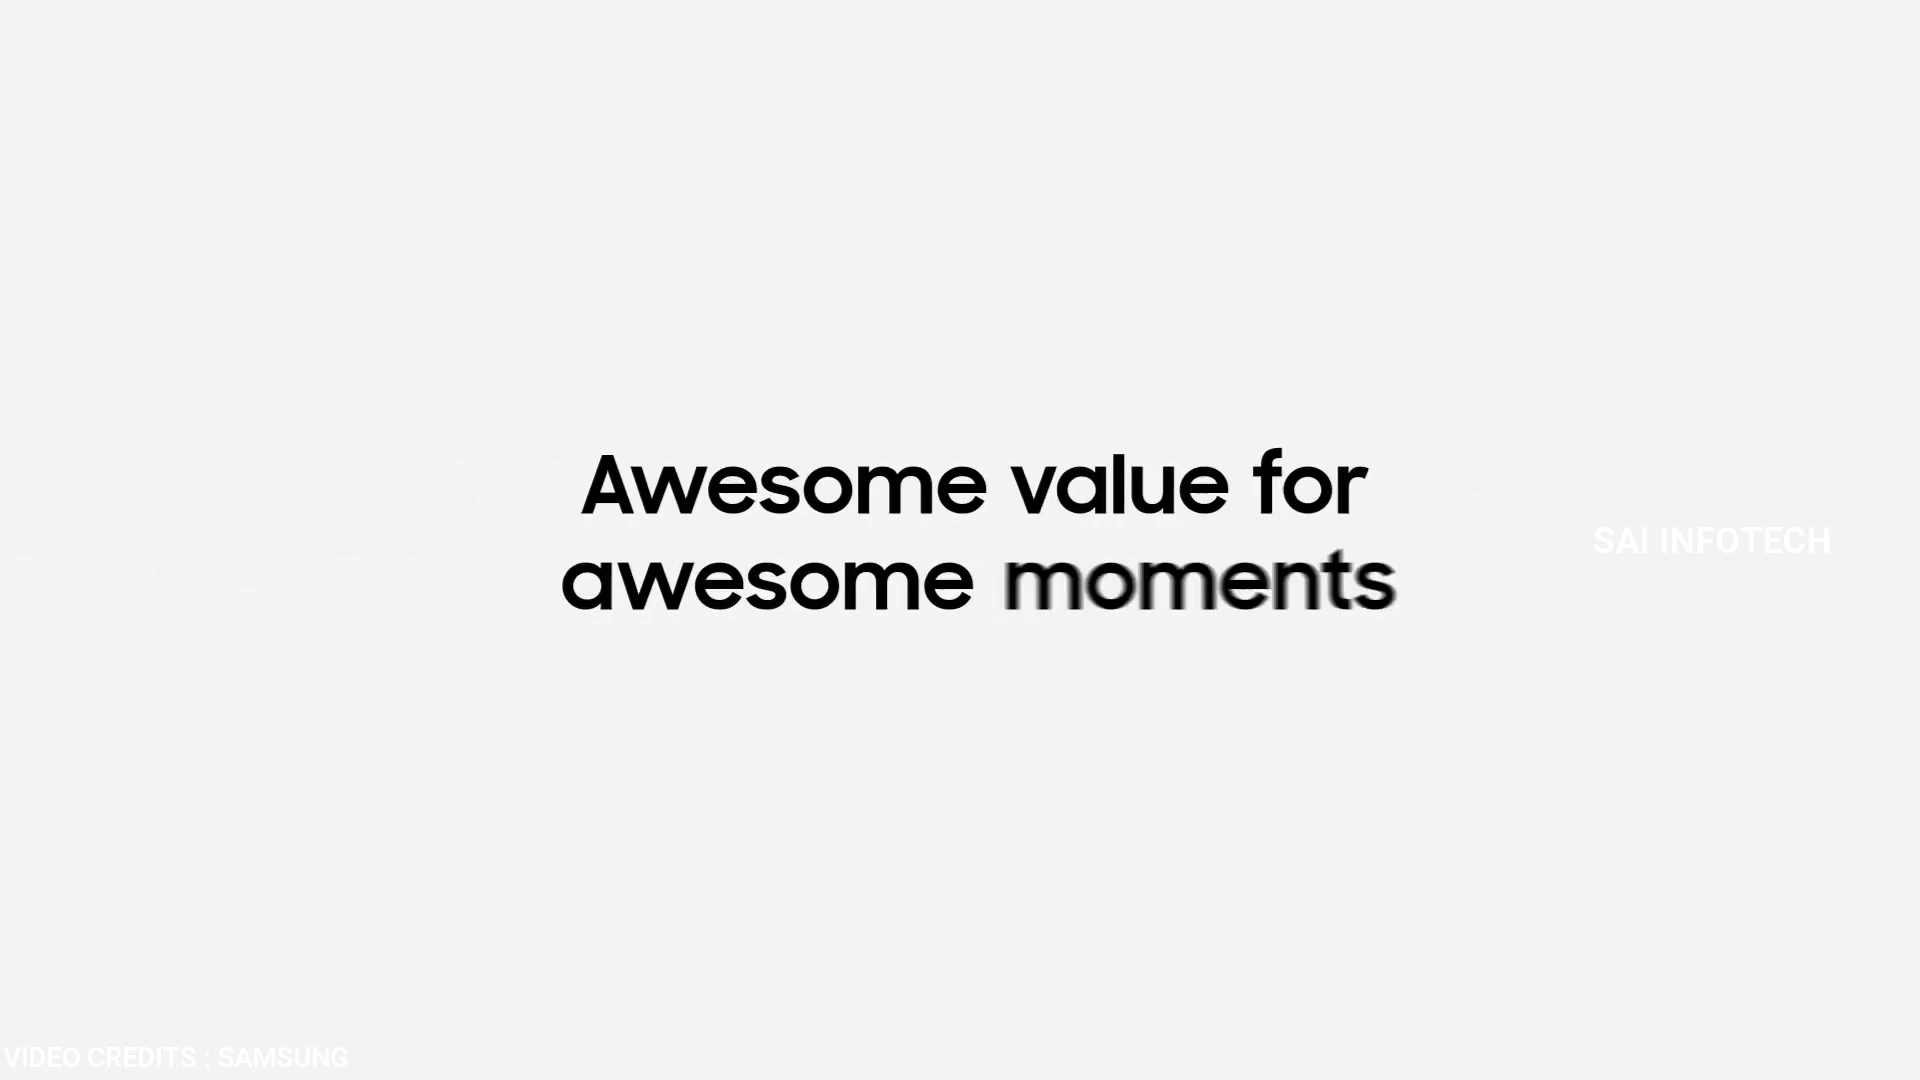 Awesome value for
awesome moments
SAI INFOTECH
VIDEO CREDITS : SAMSUNG